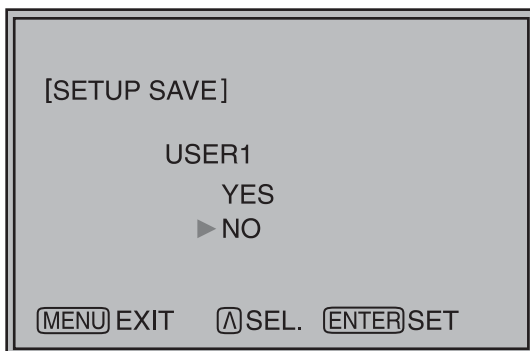 [SETUP SAVE]
USER1
YES
▶NO
MENU EXIT ∧ SEL. ENTER SET